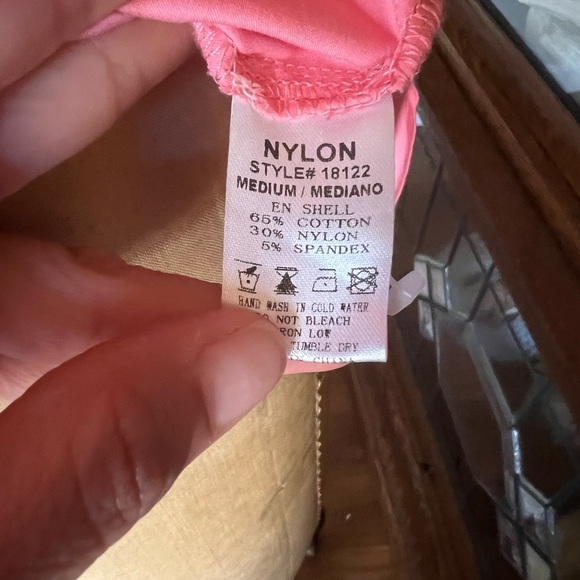 NYLON
STYLE# 18122
MEDIUM / MEDIANO
EN SHELL
65% COTTON
30% NYLON
5% SPANDEX
HAND WASH IN COLD WATER
NOT BLEACH
IRON LOW
TUMBLE DRY